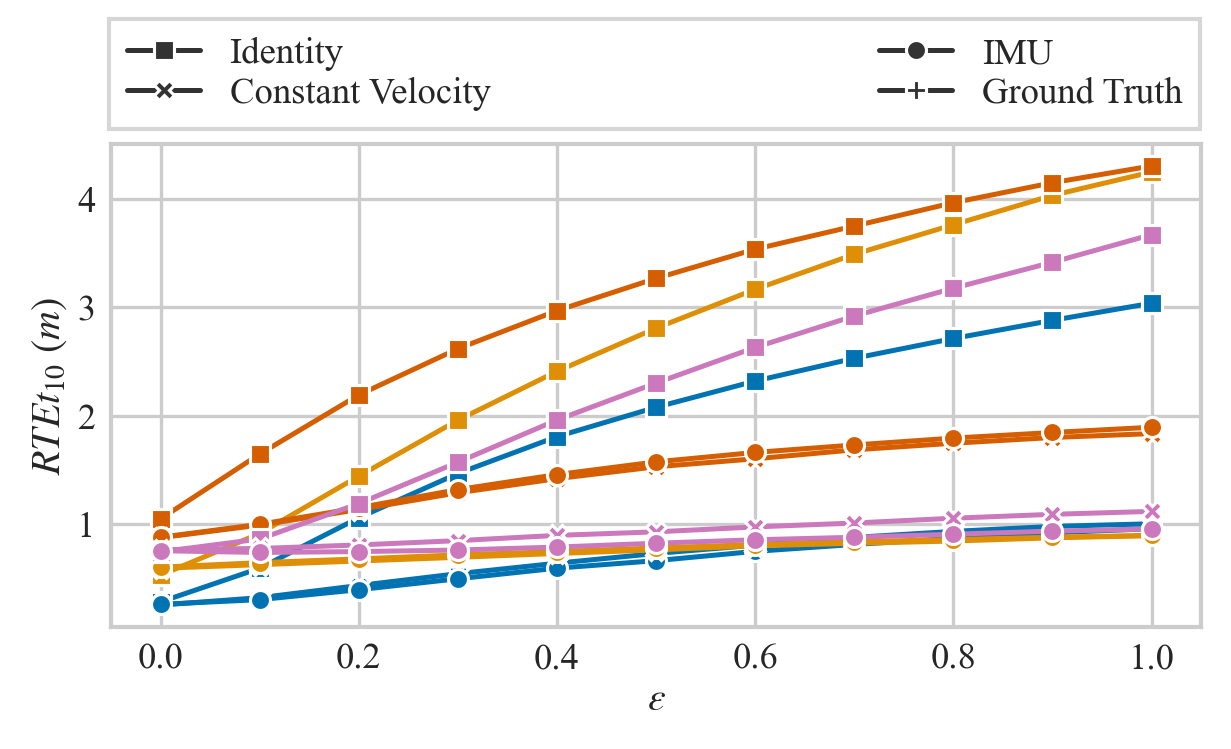 Identity
IMU
Constant Velocity
Ground Truth
4
3
2
1
RTEt₁₀ (m)
0.0 0.2 0.4 0.6 0.8 1.0
ε